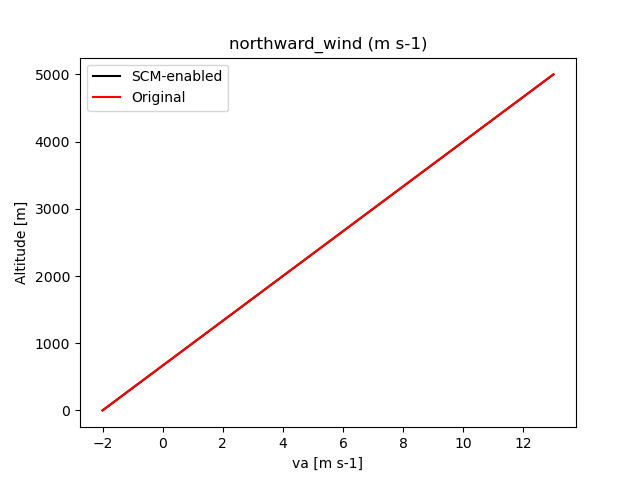 northward_wind (m s-1)
SCM-enabled
Original
5000
4000
3000
2000
1000
0
Altitude [m]
−2
0
2
4
6
8
10
12
va [m s-1]